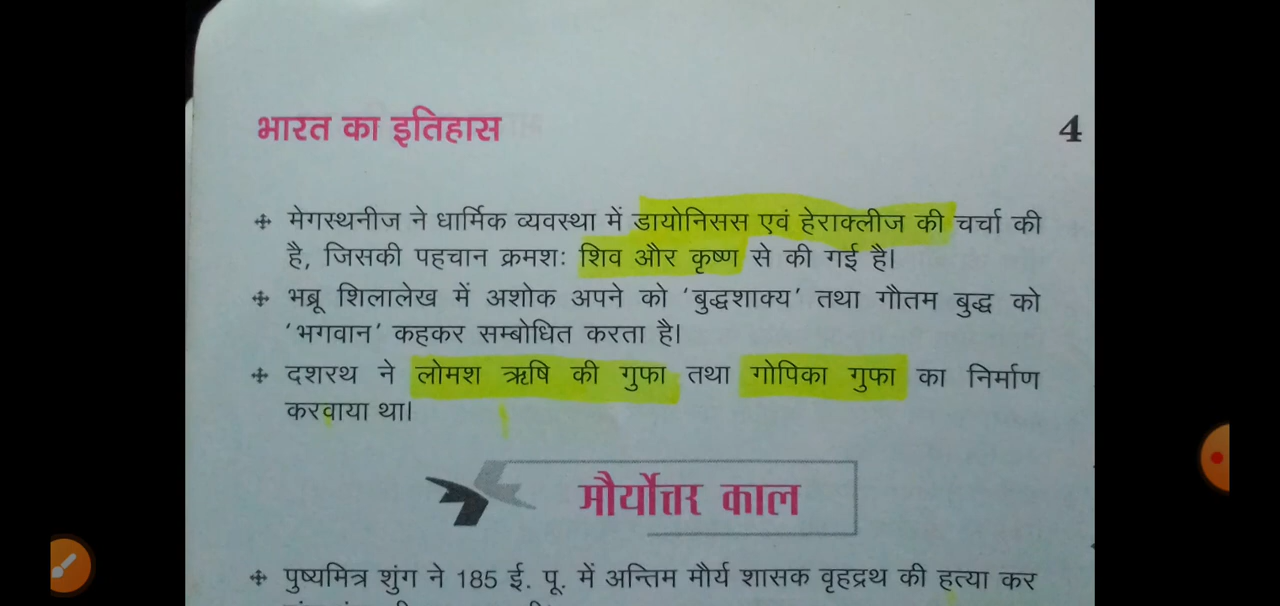 भारत का इतिहास
4
✣ मेगस्थनीज ने धार्मिक व्यवस्था में डायोनिसस एवं हेराक्लीज की चर्चा की
है, जिसकी पहचान क्रमशः शिव और कृष्ण से की गई है।
✣ भब्रू शिलालेख में अशोक अपने को 'बुद्धशाक्य' तथा गौतम बुद्ध को
'भगवान' कहकर सम्बोधित करता है।
✣ दशरथ ने लोमश ऋषि की गुफा तथा गोपिका गुफा का निर्माण
करवाया था।
मौर्योत्तर काल
✣ पुष्यमित्र शुंग ने 185 ई. पू. में अन्तिम मौर्य शासक वृहद्रथ की हत्या कर